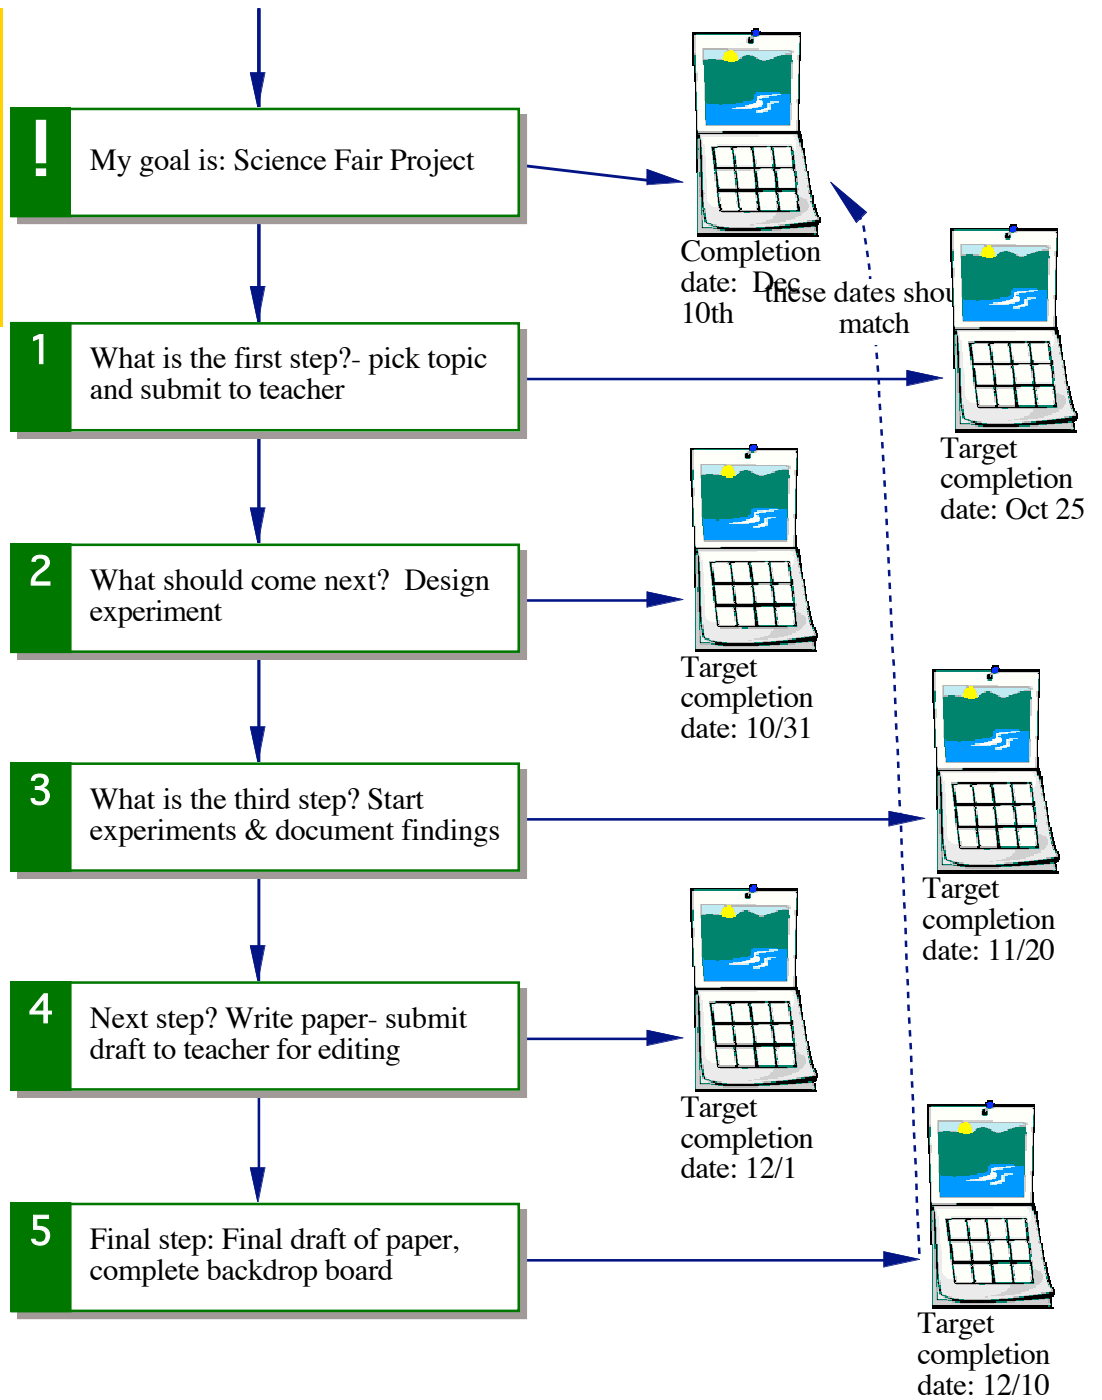 !
My goal is: Science Fair Project
Completion
date: Dec
10th
these dates shou
match
1
What is the first step?- pick topic
and submit to teacher
Target
completion
date: Oct 25
2
What should come next?  Design
experiment
Target
completion
date: 10/31
3
What is the third step? Start
experiments & document findings
Target
completion
date: 11/20
4
Next step? Write paper- submit
draft to teacher for editing
Target
completion
date: 12/1
5
Final step: Final draft of paper,
complete backdrop board
Target
completion
date: 12/10